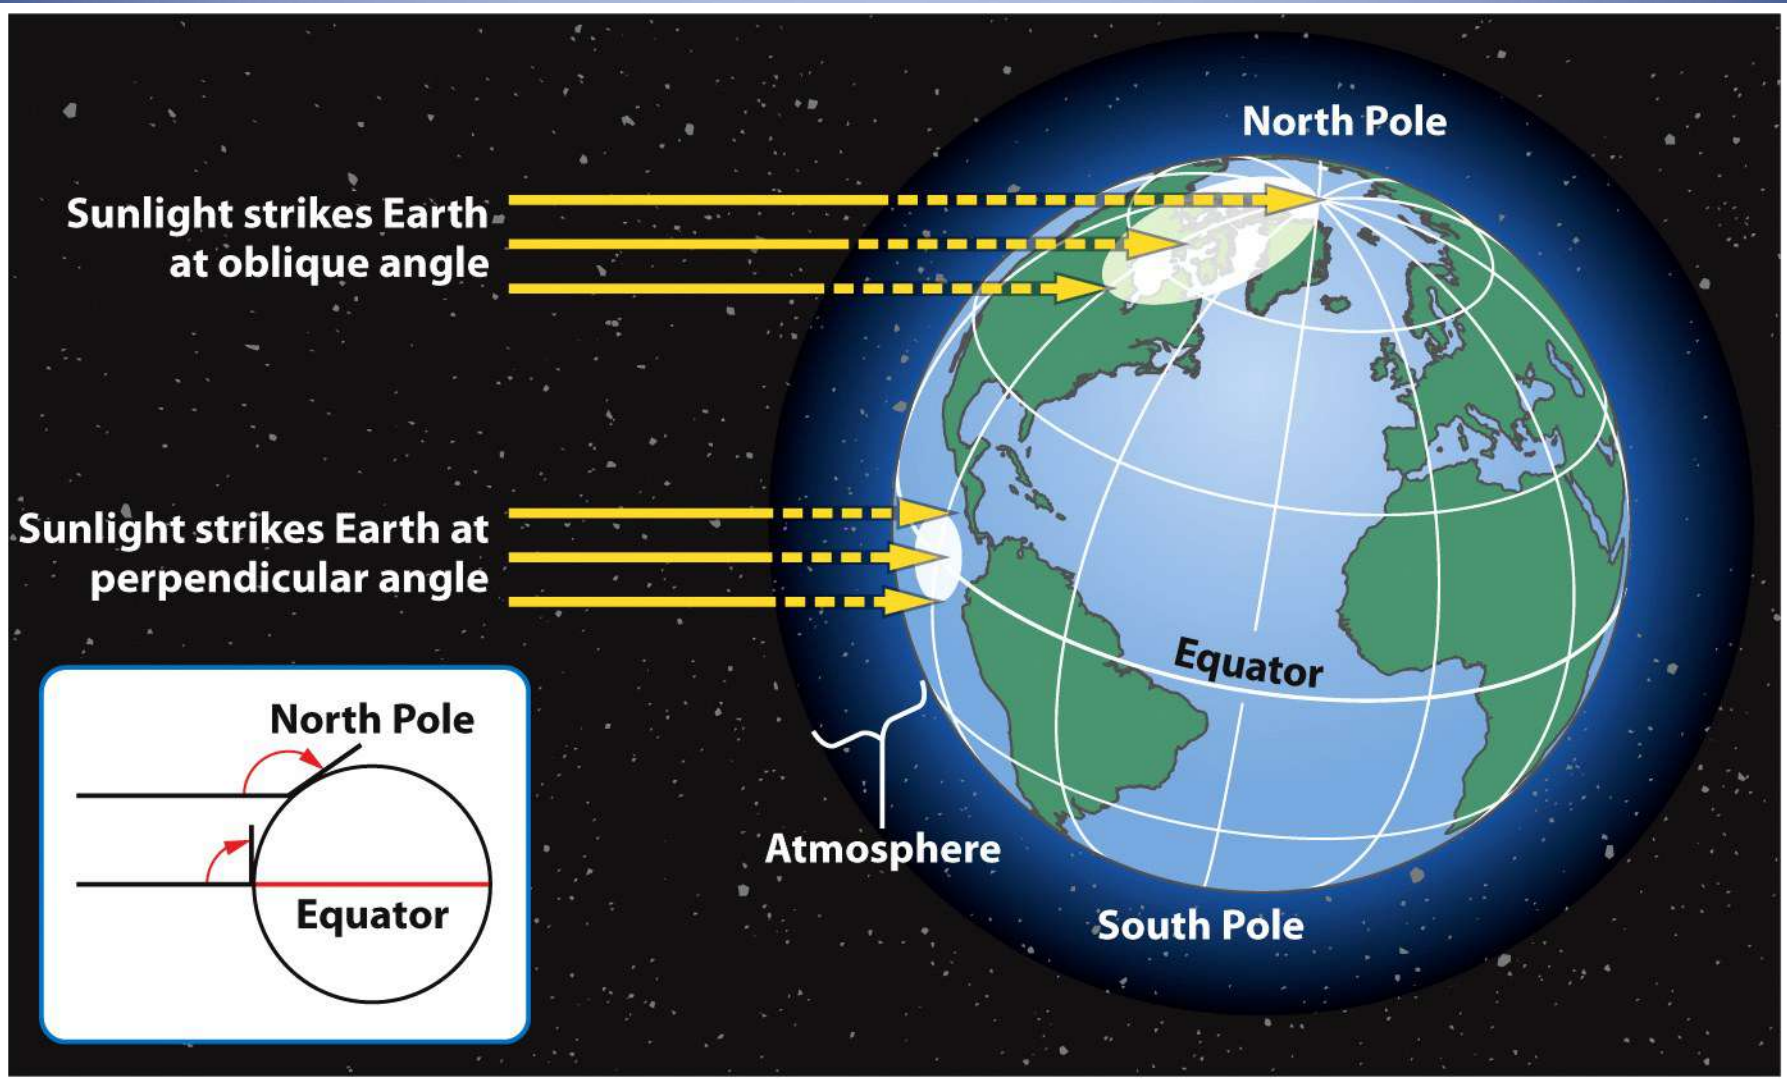 North Pole
Sunlight strikes Earth
at oblique angle
Sunlight strikes Earth at
perpendicular angle
Equator
Atmosphere
South Pole
North Pole
Equator